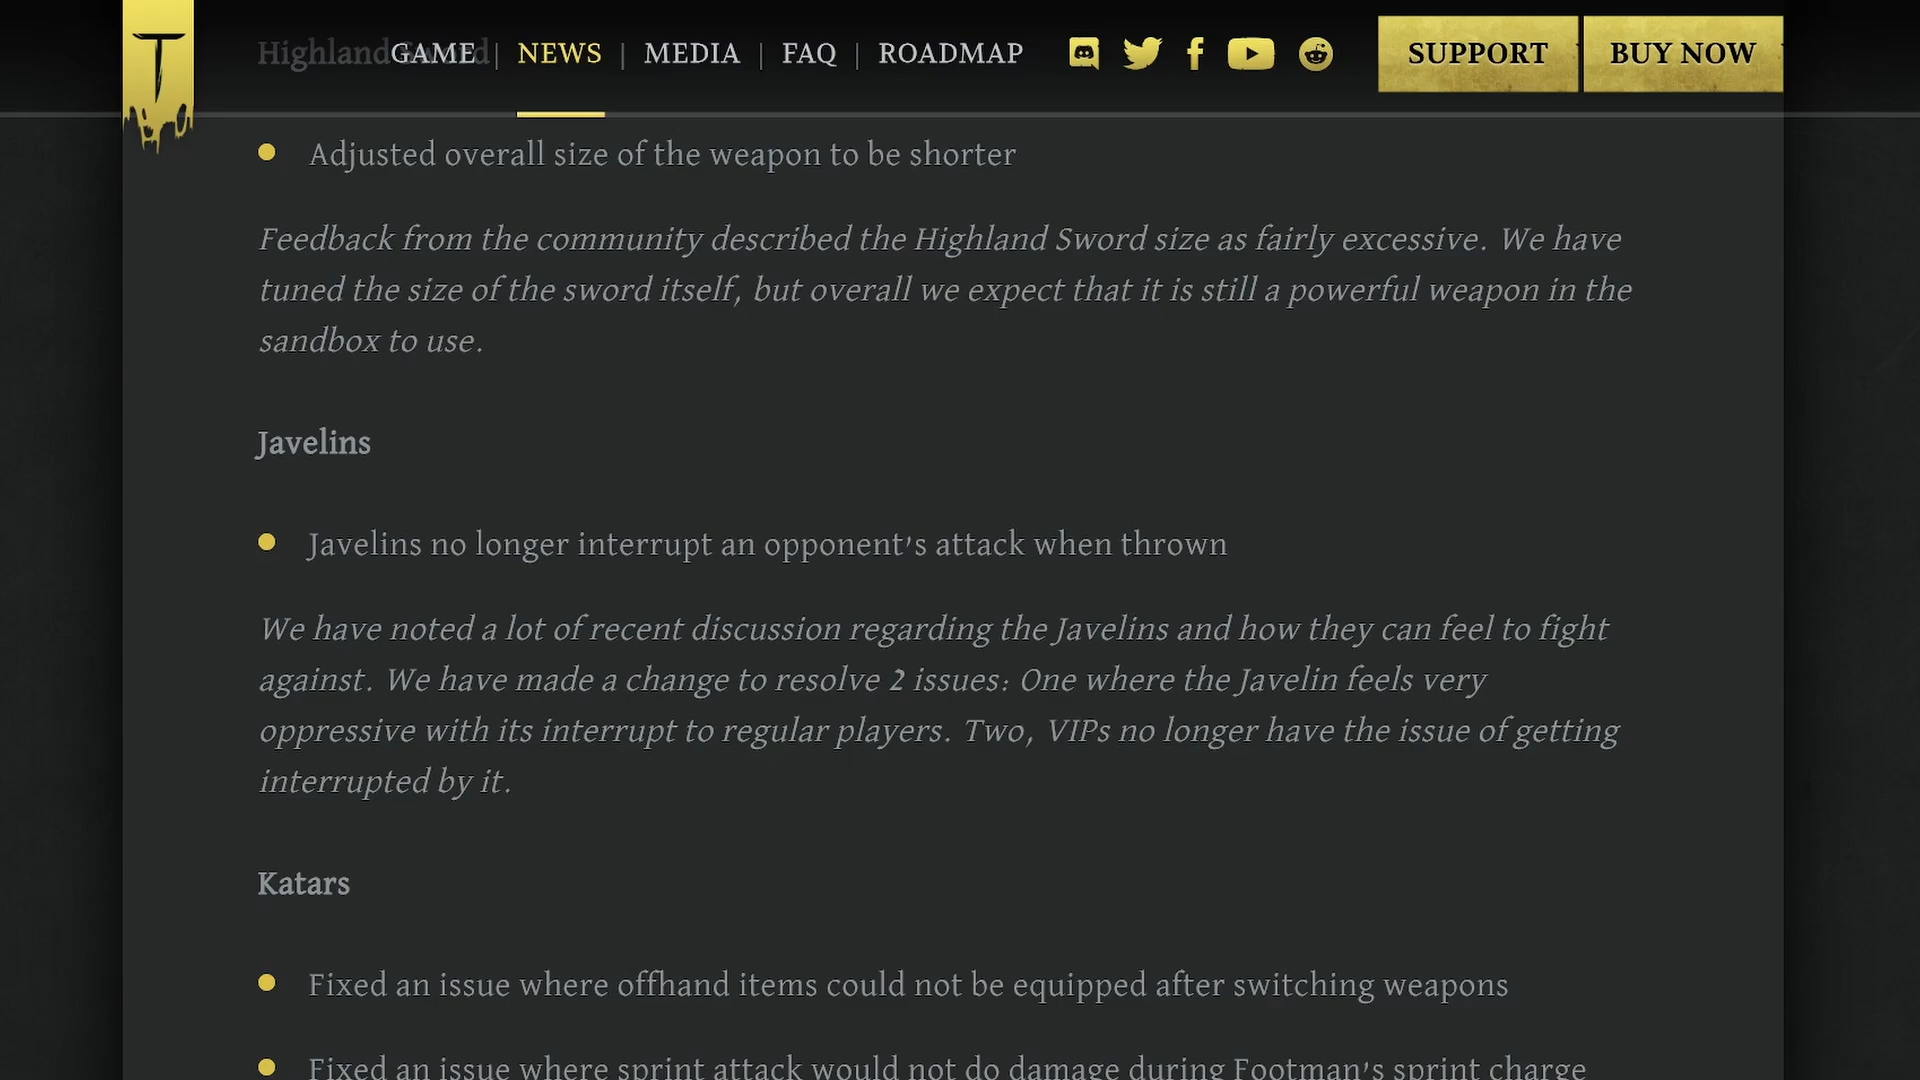 Highland Sword
GAME | NEWS | MEDIA | FAQ | ROADMAP
SUPPORT
BUY NOW
Adjusted overall size of the weapon to be shorter
Feedback from the community described the Highland Sword size as fairly excessive. We have
tuned the size of the sword itself, but overall we expect that it is still a powerful weapon in the
sandbox to use.
Javelins
Javelins no longer interrupt an opponent's attack when thrown
We have noted a lot of recent discussion regarding the Javelins and how they can feel to fight
against. We have made a change to resolve 2 issues: One where the Javelin feels very
oppressive with its interrupt to regular players. Two, VIPs no longer have the issue of getting
interrupted by it.
Katars
Fixed an issue where offhand items could not be equipped after switching weapons
Fixed an issue where sprint attack would not do damage during Footman's sprint charge